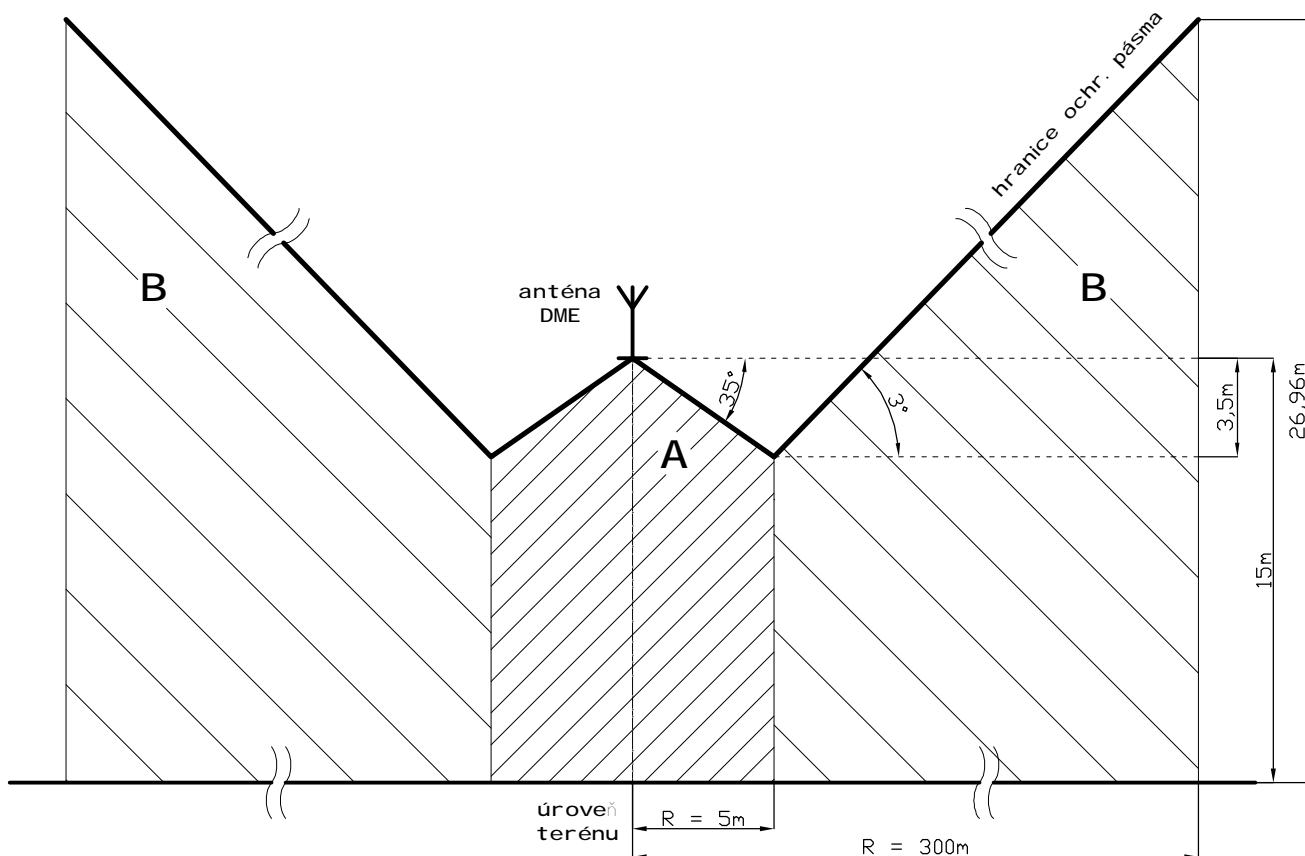 hranice ochr. pásma
B
B
anténa
DME
35°
3°
A
3,5m
26,96m
15m
úroveň
terénu
R = 5m
R = 300m